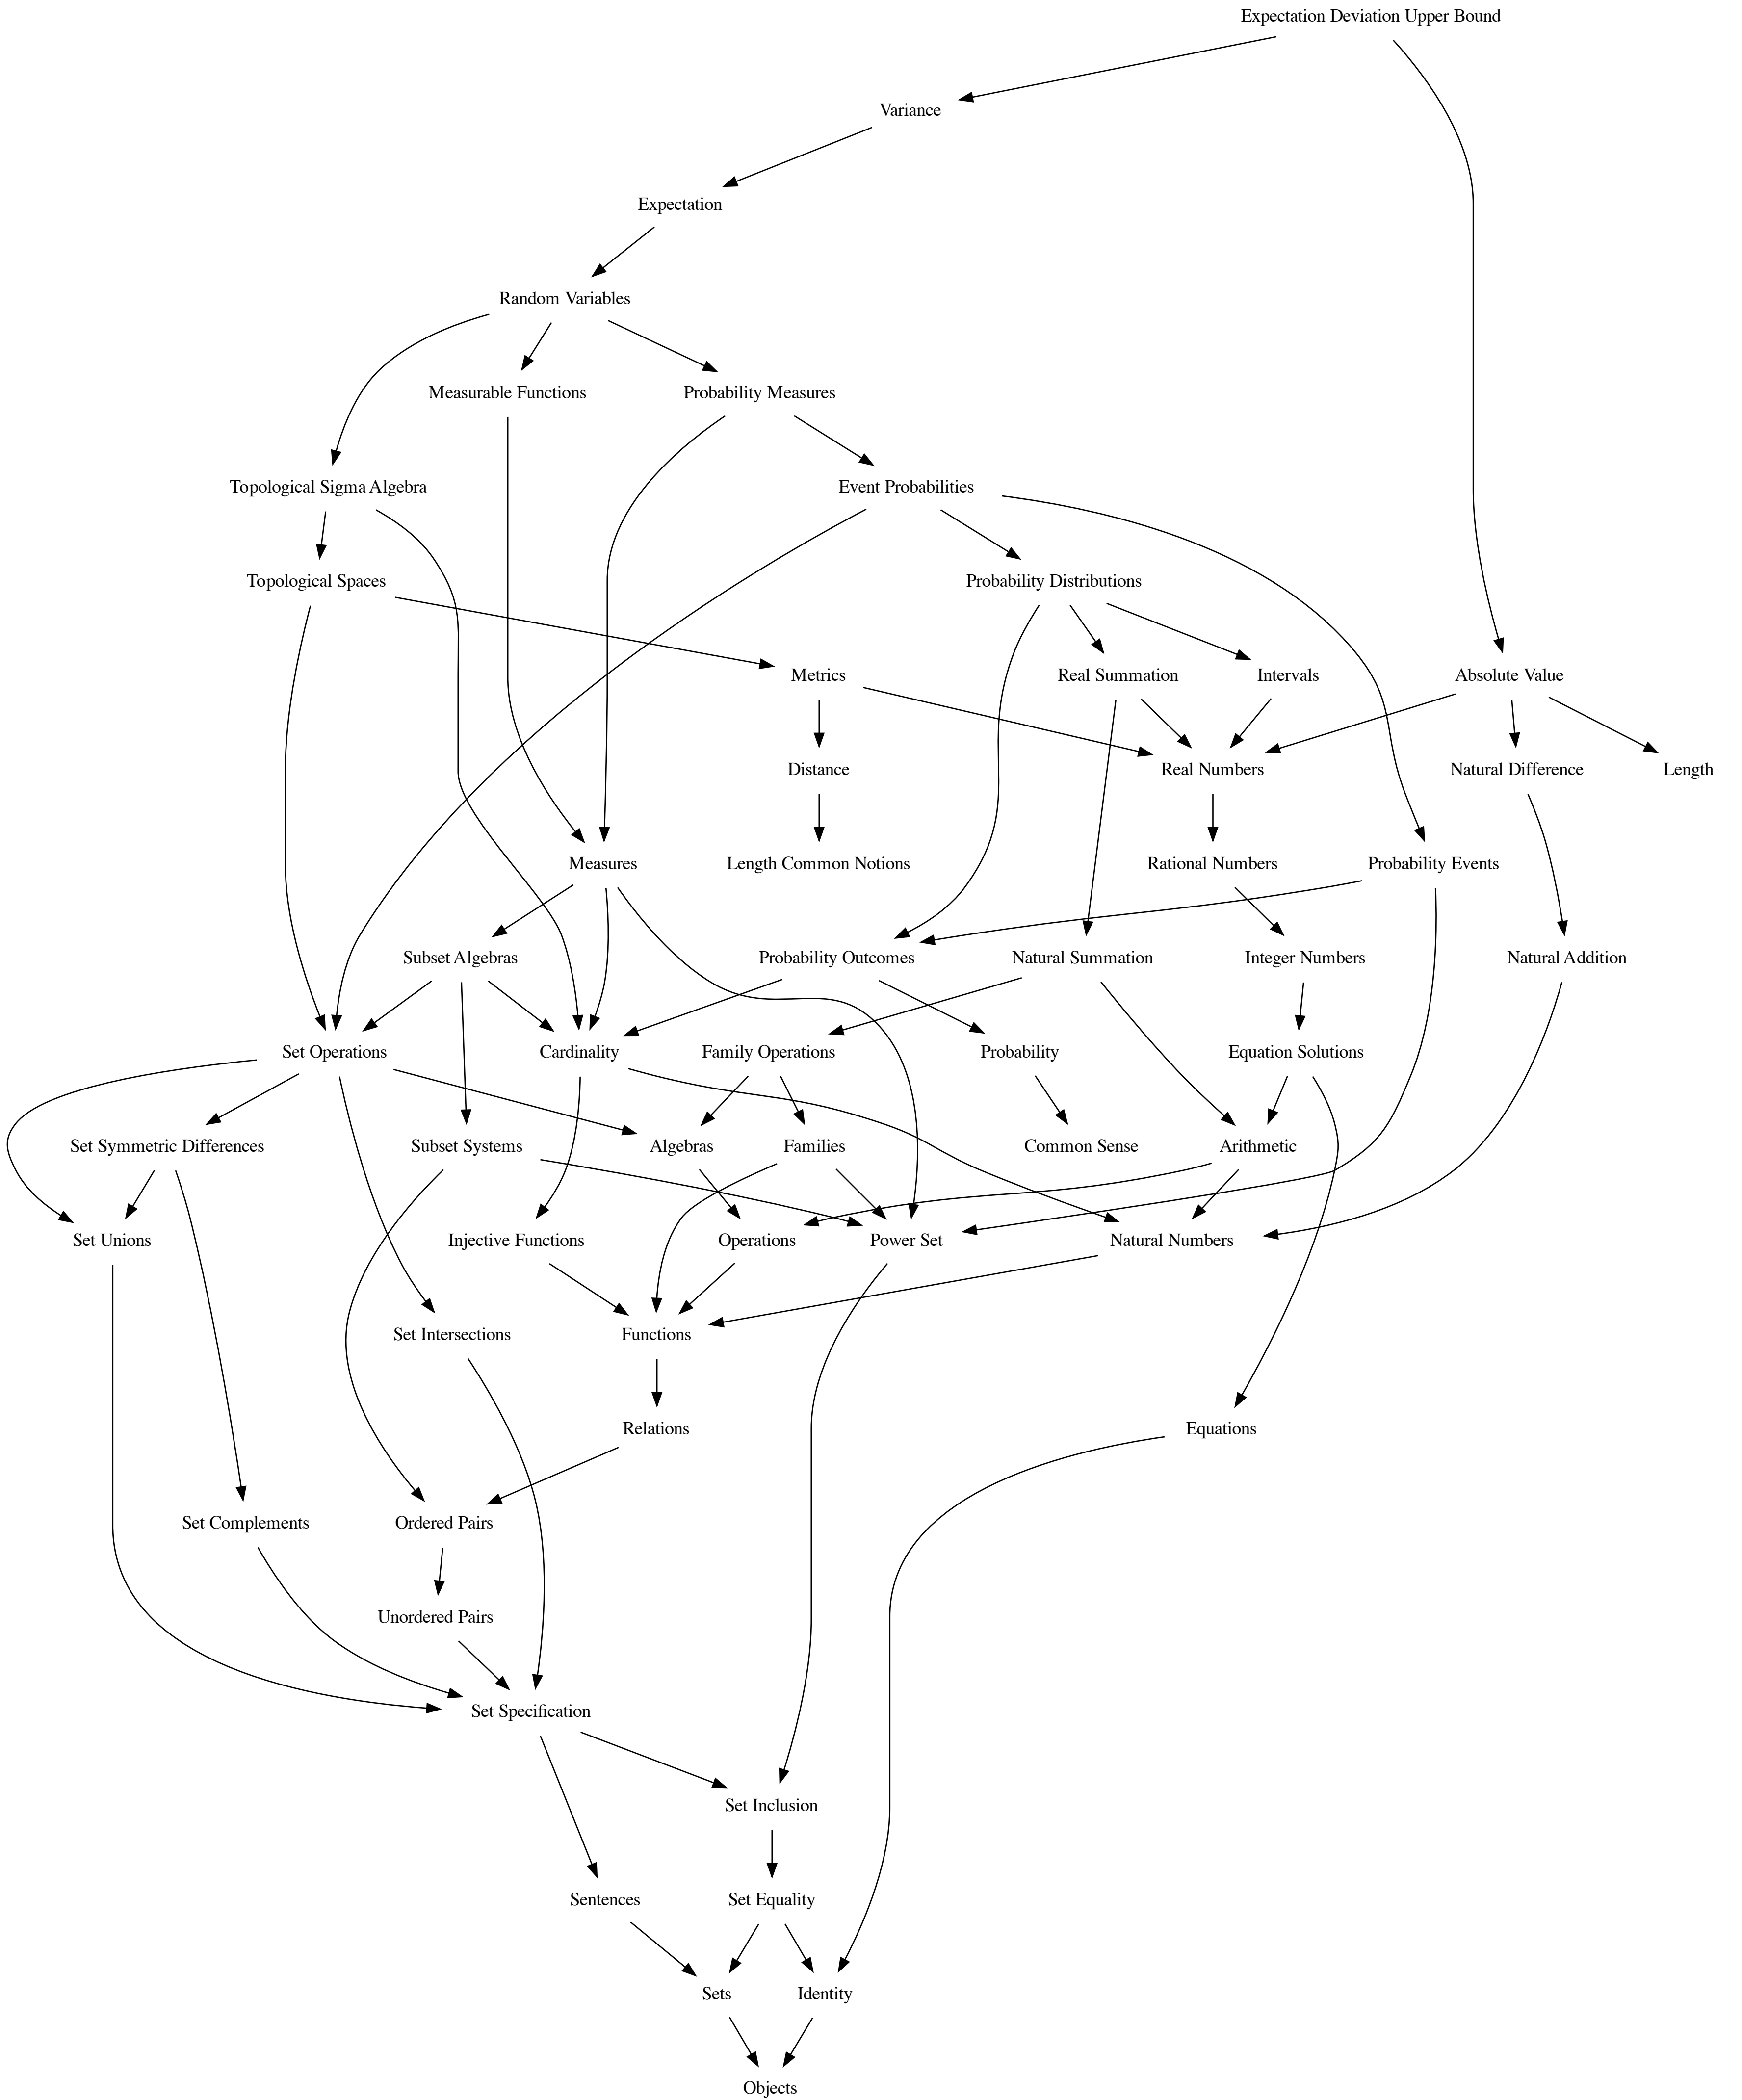 Expectation Deviation Upper Bound
Variance
Expectation
Random Variables
Measurable Functions
Probability Measures
Topological Sigma Algebra
Event Probabilities
Topological Spaces
Probability Distributions
Metrics
Real Summation
Intervals
Absolute Value
Distance
Real Numbers
Natural Difference
Length
Measures
Length Common Notions
Rational Numbers
Probability Events
Subset Algebras
Probability Outcomes
Natural Summation
Integer Numbers
Natural Addition
Set Operations
Cardinality
Family Operations
Probability
Equation Solutions
Set Symmetric Differences
Subset Systems
Algebras
Families
Common Sense
Arithmetic
Set Unions
Injective Functions
Operations
Power Set
Natural Numbers
Set Intersections
Functions
Relations
Equations
Set Complements
Ordered Pairs
Unordered Pairs
Set Specification
Set Inclusion
Sentences
Set Equality
Sets
Identity
Objects